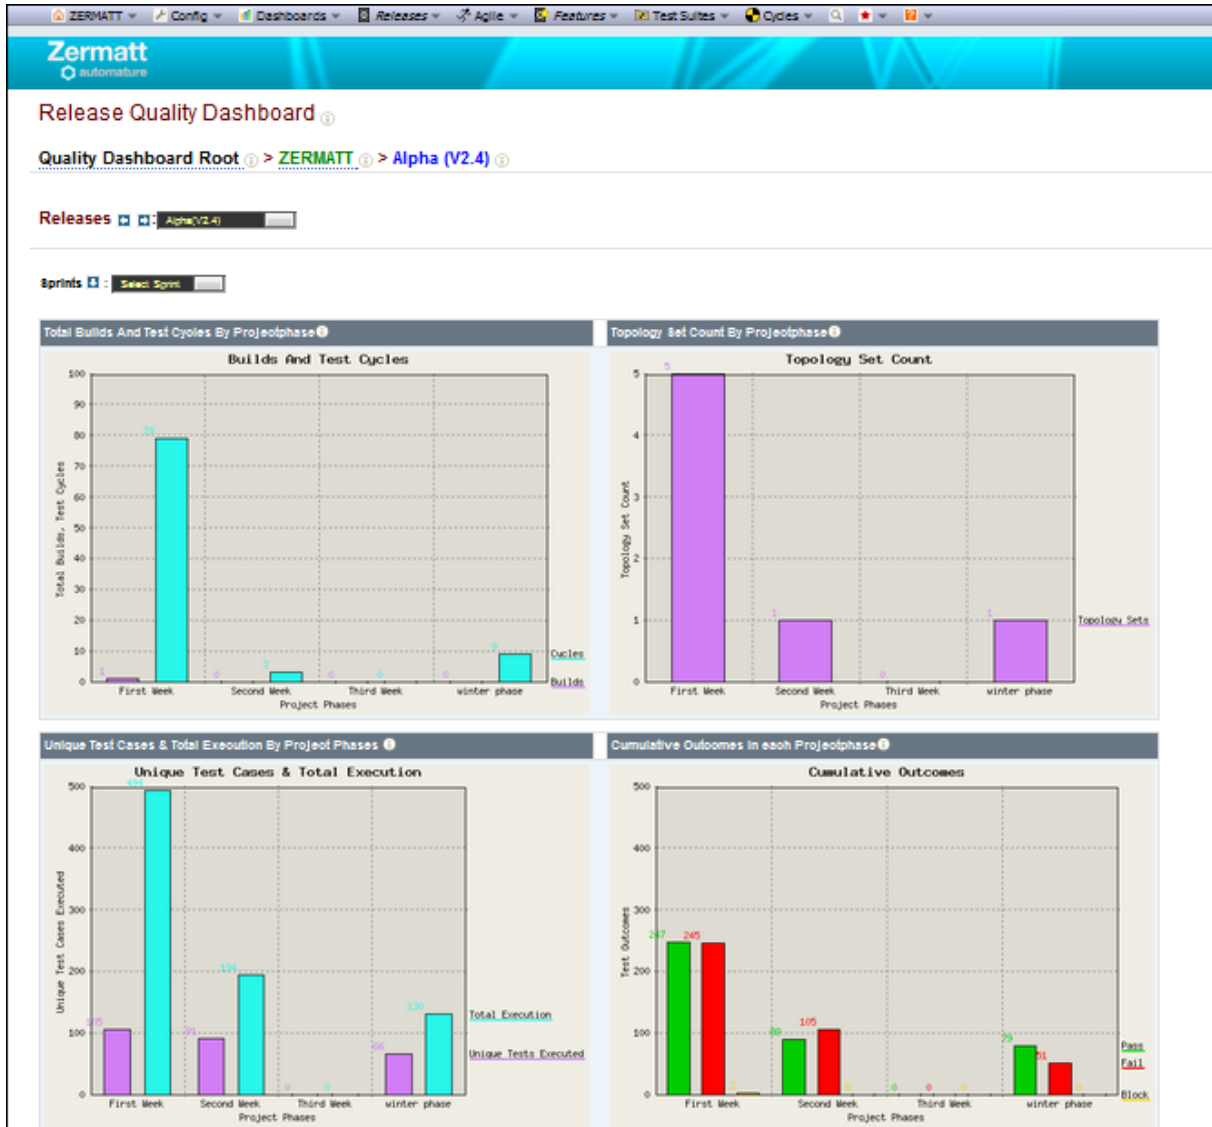 ZERMATT Config Dashboards Releases Agile Features Test Suites Cycles
Zermatt
automature
Release Quality Dashboard
Quality Dashboard Root > ZERMATT > Alpha (V2.4)
Releases : Alpha(V2.4)
Sprints : Select Sprint
Total Builds And Test Cycles By Projectphase
Builds And Test Cycles
100
90
80
70
60
50
40
30
20
10
0
Total Builds, Test Cycles
1 79 0 3 0 0 0 9
Cycles
Builds
First Week Second Week Third Week winter phase
Project Phases
Topology Set Count By Projectphase
Topology Set Count
5
4
3
2
1
0
Topology Set Count
5 1 0 1
Topology Sets
First Week Second Week Third Week winter phase
Project Phases
Unique Test Cases & Total Execution By Project Phases
Unique Test Cases & Total Execution
500
400
300
200
100
0
Unique Test Cases Executed
105 494 91 194 0 0 66 130
Total Execution
Unique Tests Executed
First Week Second Week Third Week winter phase
Project Phases
Cumulative Outcomes In each Projectphase
Cumulative Outcomes
500
400
300
200
100
0
Test Outcomes
247 245 2 89 105 0 0 0 0 79 51 0
Pass
Fail
Block
First Week Second Week Third Week winter phase
Project Phases